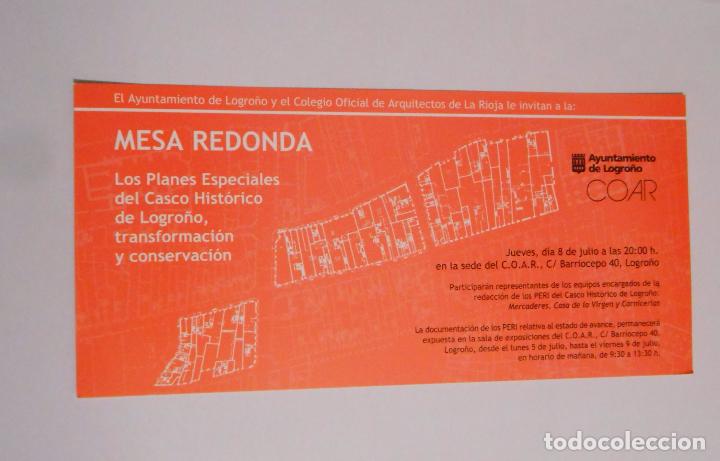 El Ayuntamiento de Logroño y el Colegio Oficial de Arquitectos de La Rioja le invitan a la:
MESA REDONDA
Los Planes Especiales
del Casco Histórico
de Logroño,
transformación
y conservación
Ayuntamiento
de Logroño
COAR
Jueves, día 8 de julio a las 20:00 h.
en la sede del C.O.A.R., C/ Barriocepo 40, Logroño
Participarán representantes de los equipos encargados de la
redacción de los PERI del Casco Histórico de Logroño:
Mercaderes, Casa de la Virgen y Carnicerías
La documentación de los PERI relativa al estado de avance, permanecerá
expuesta en la sala de exposiciones del C.O.A.R., C/ Barriocepo 40,
Logroño, desde el lunes 5 de julio, hasta el viernes 9 de julio,
en horario de mañana, de 9:30 a 13:30 h.
todocoleccion.net